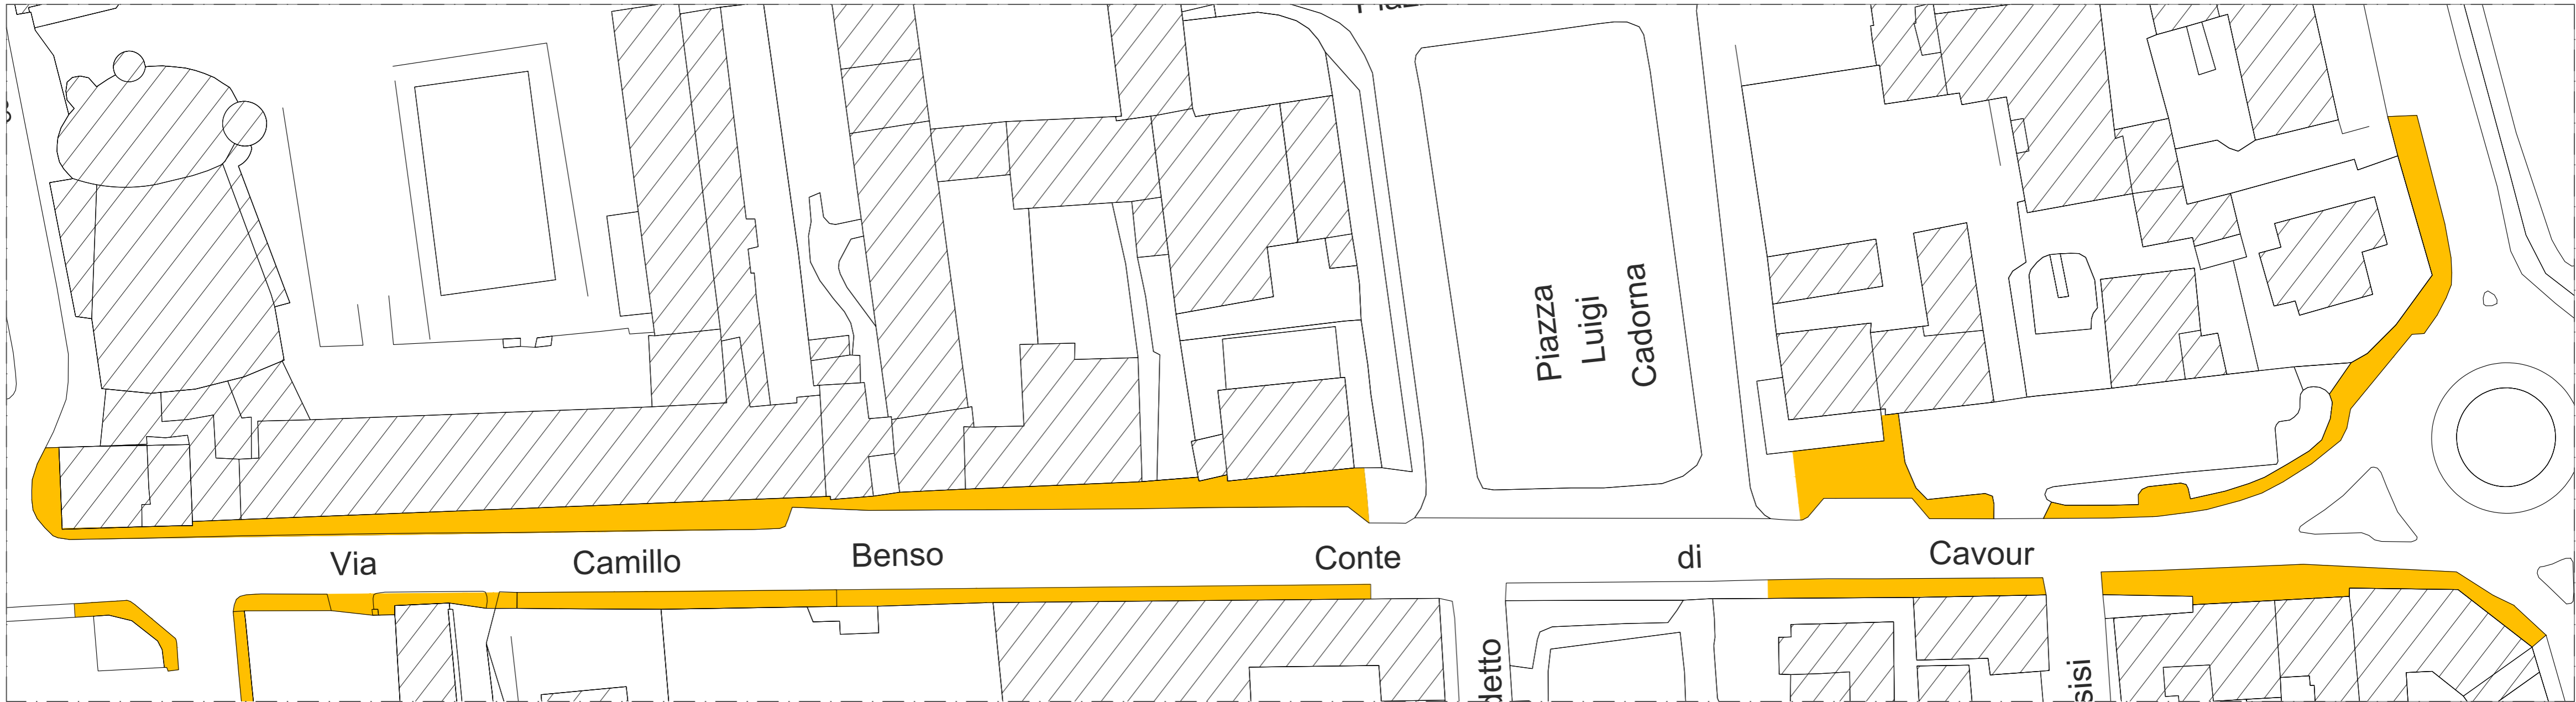 Piazza
Luigi
Cadorna
Via Camillo Benso Conte di Cavour